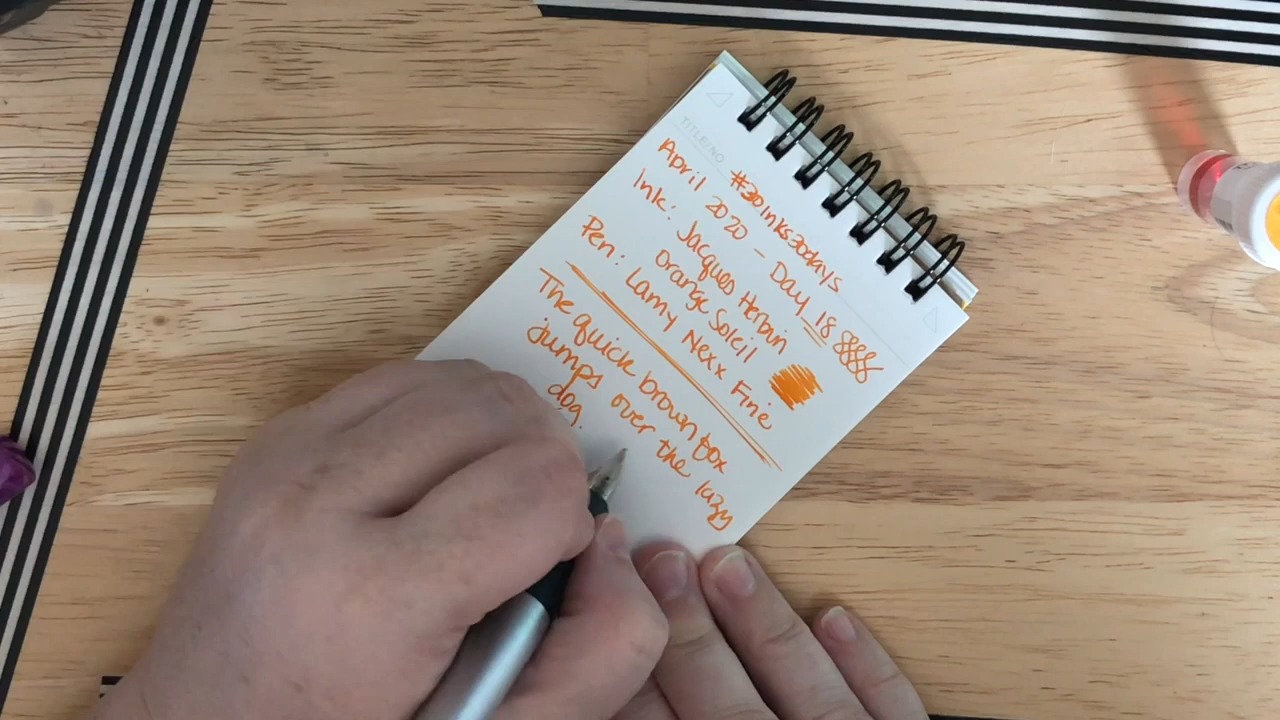 TITLE/NO.
#30inks30days
April 2020 - Day 18 8888
Ink: Jacques Herbin
Orange Soleil
Pen: Lamy Nexx Fine
The quick brown fox
jumps over the lazy
dog.